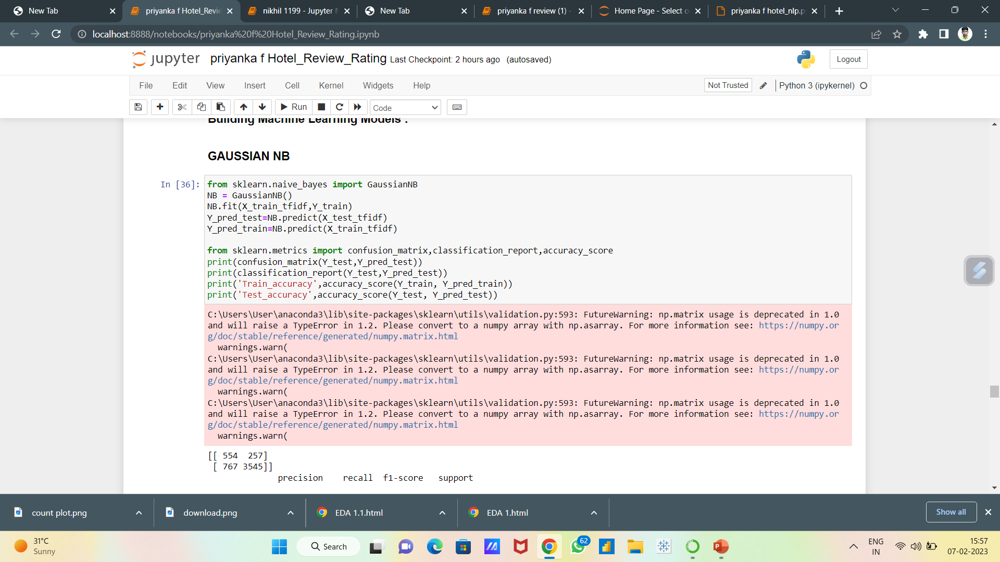 New Tab
priyanka f Hotel_Revie
nikhil 1199 - Jupyter N
New Tab
priyanka f review (1) -
Home Page - Select o
priyanka f hotel_nlp.p
localhost:8888/notebooks/priyanka%20f%20Hotel_Review_Rating.ipynb
jupyter priyanka f Hotel_Review_Rating Last Checkpoint: 2 hours ago (autosaved)
Logout
File Edit View Insert Cell Kernel Widgets Help
Not Trusted
Python 3 (ipykernel)
Run
Code
Building Machine Learning Models :
GAUSSIAN NB
In [36]:
from sklearn.naive_bayes import GaussianNB
NB = GaussianNB()
NB.fit(X_train_tfidf,Y_train)
Y_pred_test=NB.predict(X_test_tfidf)
Y_pred_train=NB.predict(X_train_tfidf)
from sklearn.metrics import confusion_matrix,classification_report,accuracy_score
print(confusion_matrix(Y_test,Y_pred_test))
print(classification_report(Y_test,Y_pred_test))
print('Train_accuracy',accuracy_score(Y_train, Y_pred_train))
print('Test_accuracy',accuracy_score(Y_test, Y_pred_test))
C:\Users\User\anaconda3\lib\site-packages\sklearn\utils\validation.py:593: FutureWarning: np.matrix usage is deprecated in 1.0
and will raise a TypeError in 1.2. Please convert to a numpy array with np.asarray. For more information see: https://numpy.or
g/doc/stable/reference/generated/numpy.matrix.html
warnings.warn(
C:\Users\User\anaconda3\lib\site-packages\sklearn\utils\validation.py:593: FutureWarning: np.matrix usage is deprecated in 1.0
and will raise a TypeError in 1.2. Please convert to a numpy array with np.asarray. For more information see: https://numpy.or
g/doc/stable/reference/generated/numpy.matrix.html
warnings.warn(
C:\Users\User\anaconda3\lib\site-packages\sklearn\utils\validation.py:593: FutureWarning: np.matrix usage is deprecated in 1.0
and will raise a TypeError in 1.2. Please convert to a numpy array with np.asarray. For more information see: https://numpy.or
g/doc/stable/reference/generated/numpy.matrix.html
warnings.warn(
[[ 554 257]
[ 767 3545]]
precision recall f1-score support
count plot.png
download.png
EDA 1.1.html
EDA 1.html
Show all
31°C
Sunny
Search
62
ENG
IN
15:57
07-02-2023